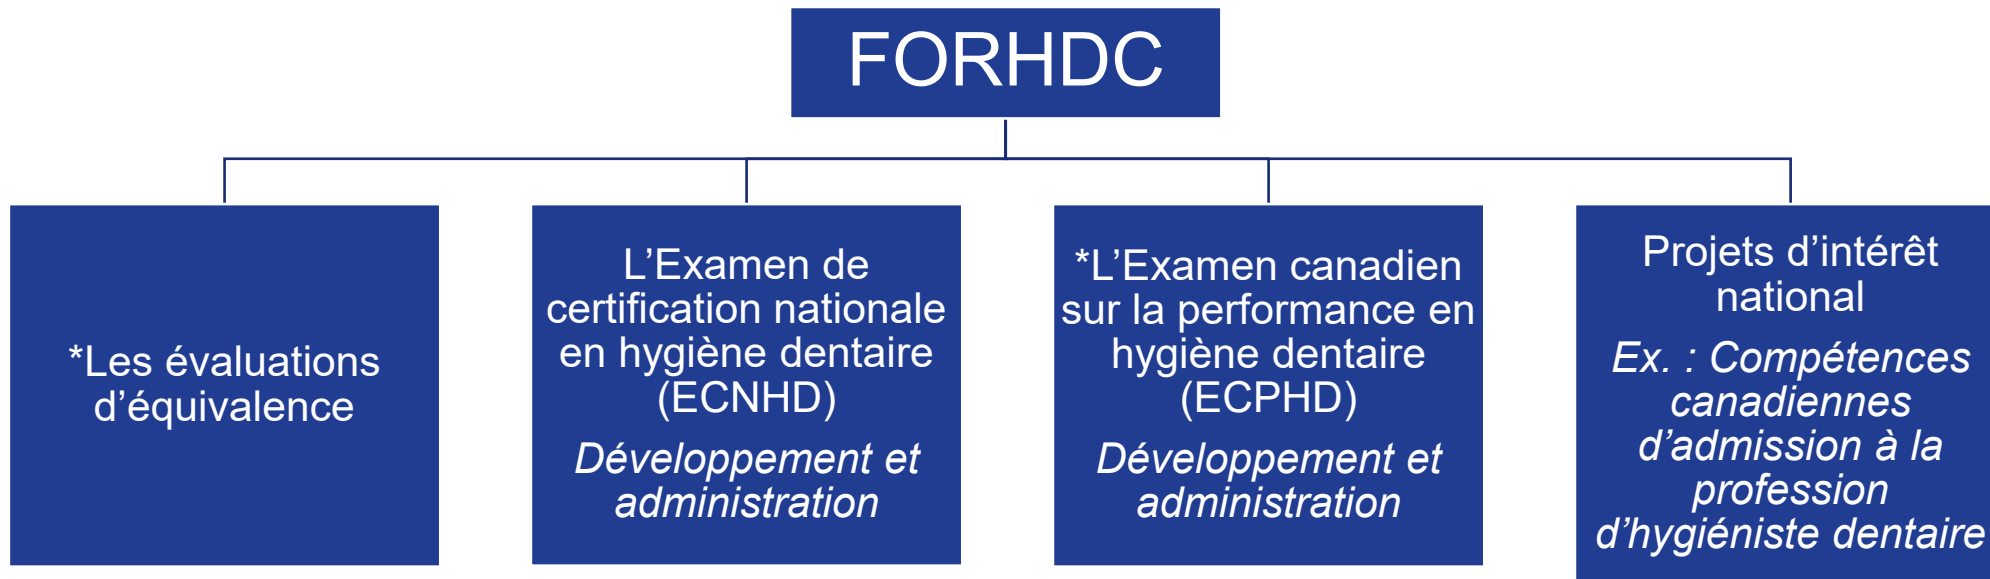 FORHDC
*Les évaluations
d’équivalence
L’Examen de
certification nationale
en hygiène dentaire
(ECNHD)
Développement et
administration
*L’Examen canadien
sur la performance en
hygiène dentaire
(ECPHD)
Développement et
administration
Projets d’intérêt
national
Ex. : Compétences
canadiennes
d’admission à la
profession
d’hygiéniste dentaire